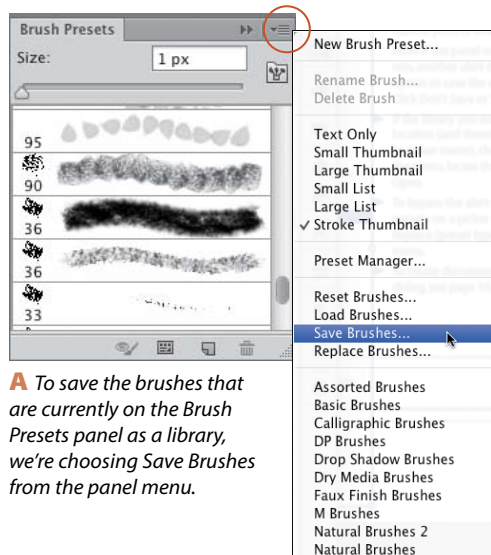 Brush Presets
Size:
1 px
95
90
36
36
33
A To save the brushes that
are currently on the Brush
Presets panel as a library,
we're choosing Save Brushes
from the panel menu.
New Brush Preset...
Rename Brush...
Delete Brush
Text Only
Small Thumbnail
Large Thumbnail
Small List
Large List
✓ Stroke Thumbnail
Preset Manager...
Reset Brushes...
Load Brushes...
Save Brushes...
Replace Brushes...
Assorted Brushes
Basic Brushes
Calligraphic Brushes
DP Brushes
Drop Shadow Brushes
Dry Media Brushes
Faux Finish Brushes
M Brushes
Natural Brushes 2
Natural Brushes